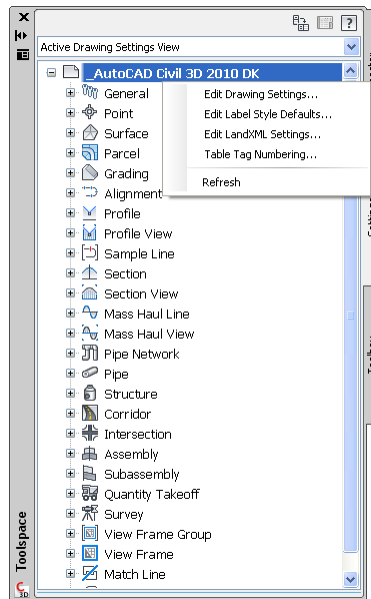 Active Drawing Settings View
_AutoCAD Civil 3D 2010 DK
General
Edit Drawing Settings...
Point
Edit Label Style Defaults...
Surface
Edit LandXML Settings...
Parcel
Table Tag Numbering...
Grading
Refresh
Alignment
Profile
Profile View
Sample Line
Section
Section View
Mass Haul Line
Mass Haul View
Pipe Network
Pipe
Structure
Corridor
Intersection
Assembly
Subassembly
Quantity Takeoff
Survey
View Frame Group
View Frame
Match Line
Toolspace
3D